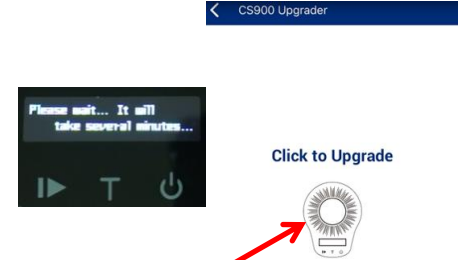 CS900 Upgrader
Please wait... It will
take several minutes...
T
Click to Upgrade